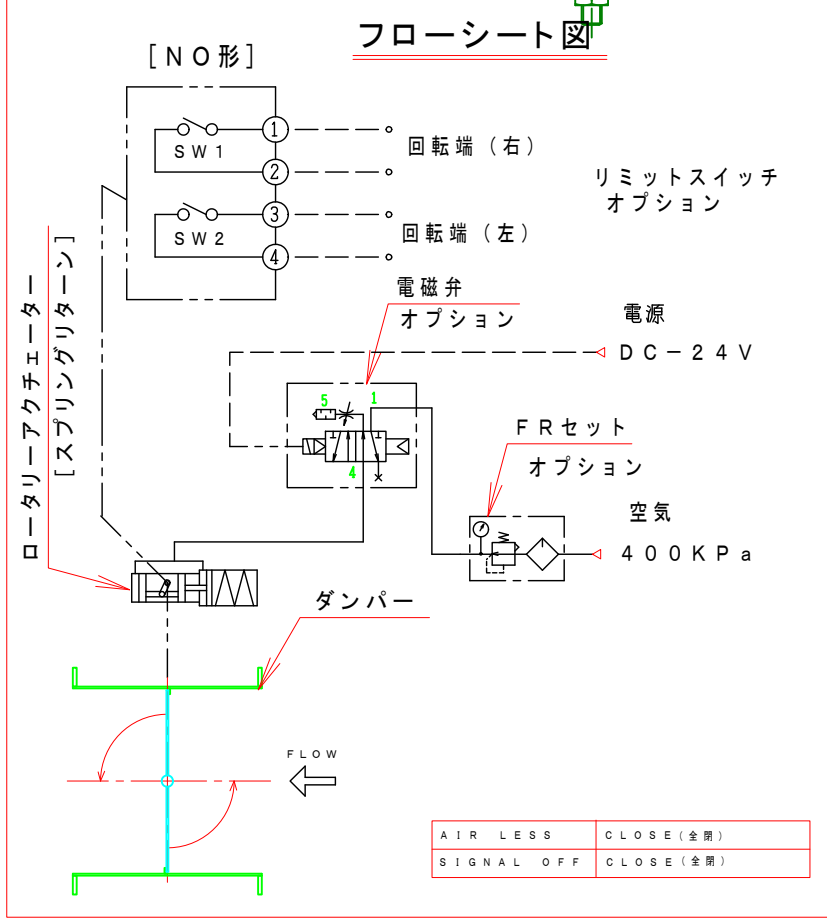 フローシート図
[NO形]
1
SW1
回転端(右)
2
リミットスイッチ
オプション
3
SW2
回転端(左)
4
ロータリーアクチェーター
[スプリングリターン]
電磁弁
オプション
電源
DC-24V
5
1
4
FRセット
オプション
空気
400KPa
ダンパー
FLOW
AIR LESS CLOSE(全閉)
SIGNAL OFF CLOSE(全閉)